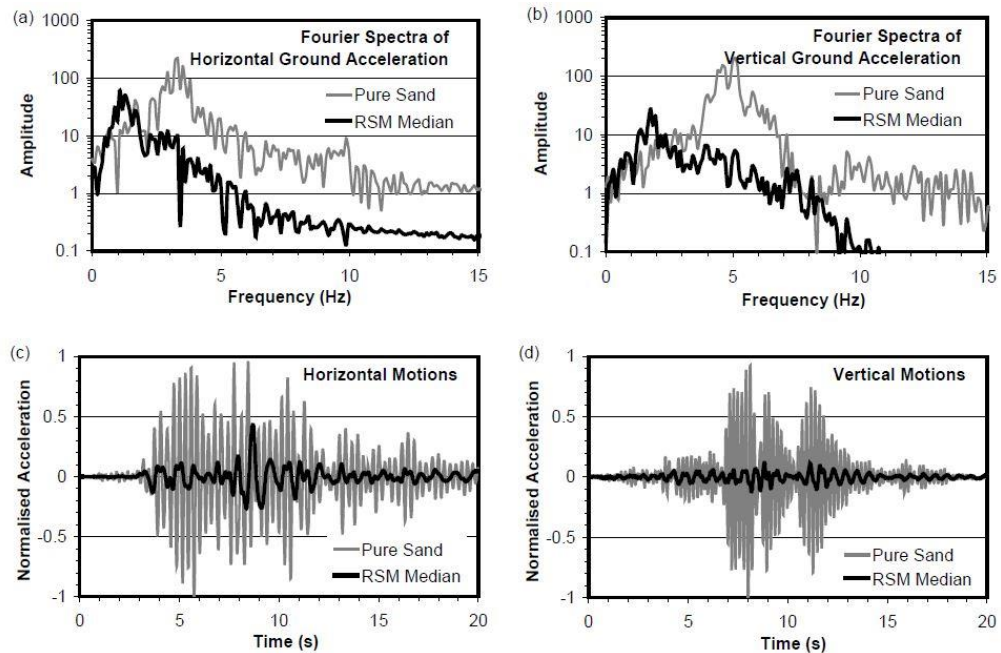 (a)
1000
100
10
1
0.1
Amplitude
Fourier Spectra of
Horizontal Ground Acceleration
Pure Sand
RSM Median
0 5 10 15
Frequency (Hz)
(b)
1000
100
10
1
0.1
Amplitude
Fourier Spectra of
Vertical Ground Acceleration
Pure Sand
RSM Median
0 5 10 15
Frequency (Hz)
(c)
1
0.5
0
-0.5
-1
Normalised Acceleration
Horizontal Motions
Pure Sand
RSM Median
0 5 10 15 20
Time (s)
(d)
1
0.5
0
-0.5
-1
Normalised Acceleration
Vertical Motions
Pure Sand
RSM Median
0 5 10 15 20
Time (s)